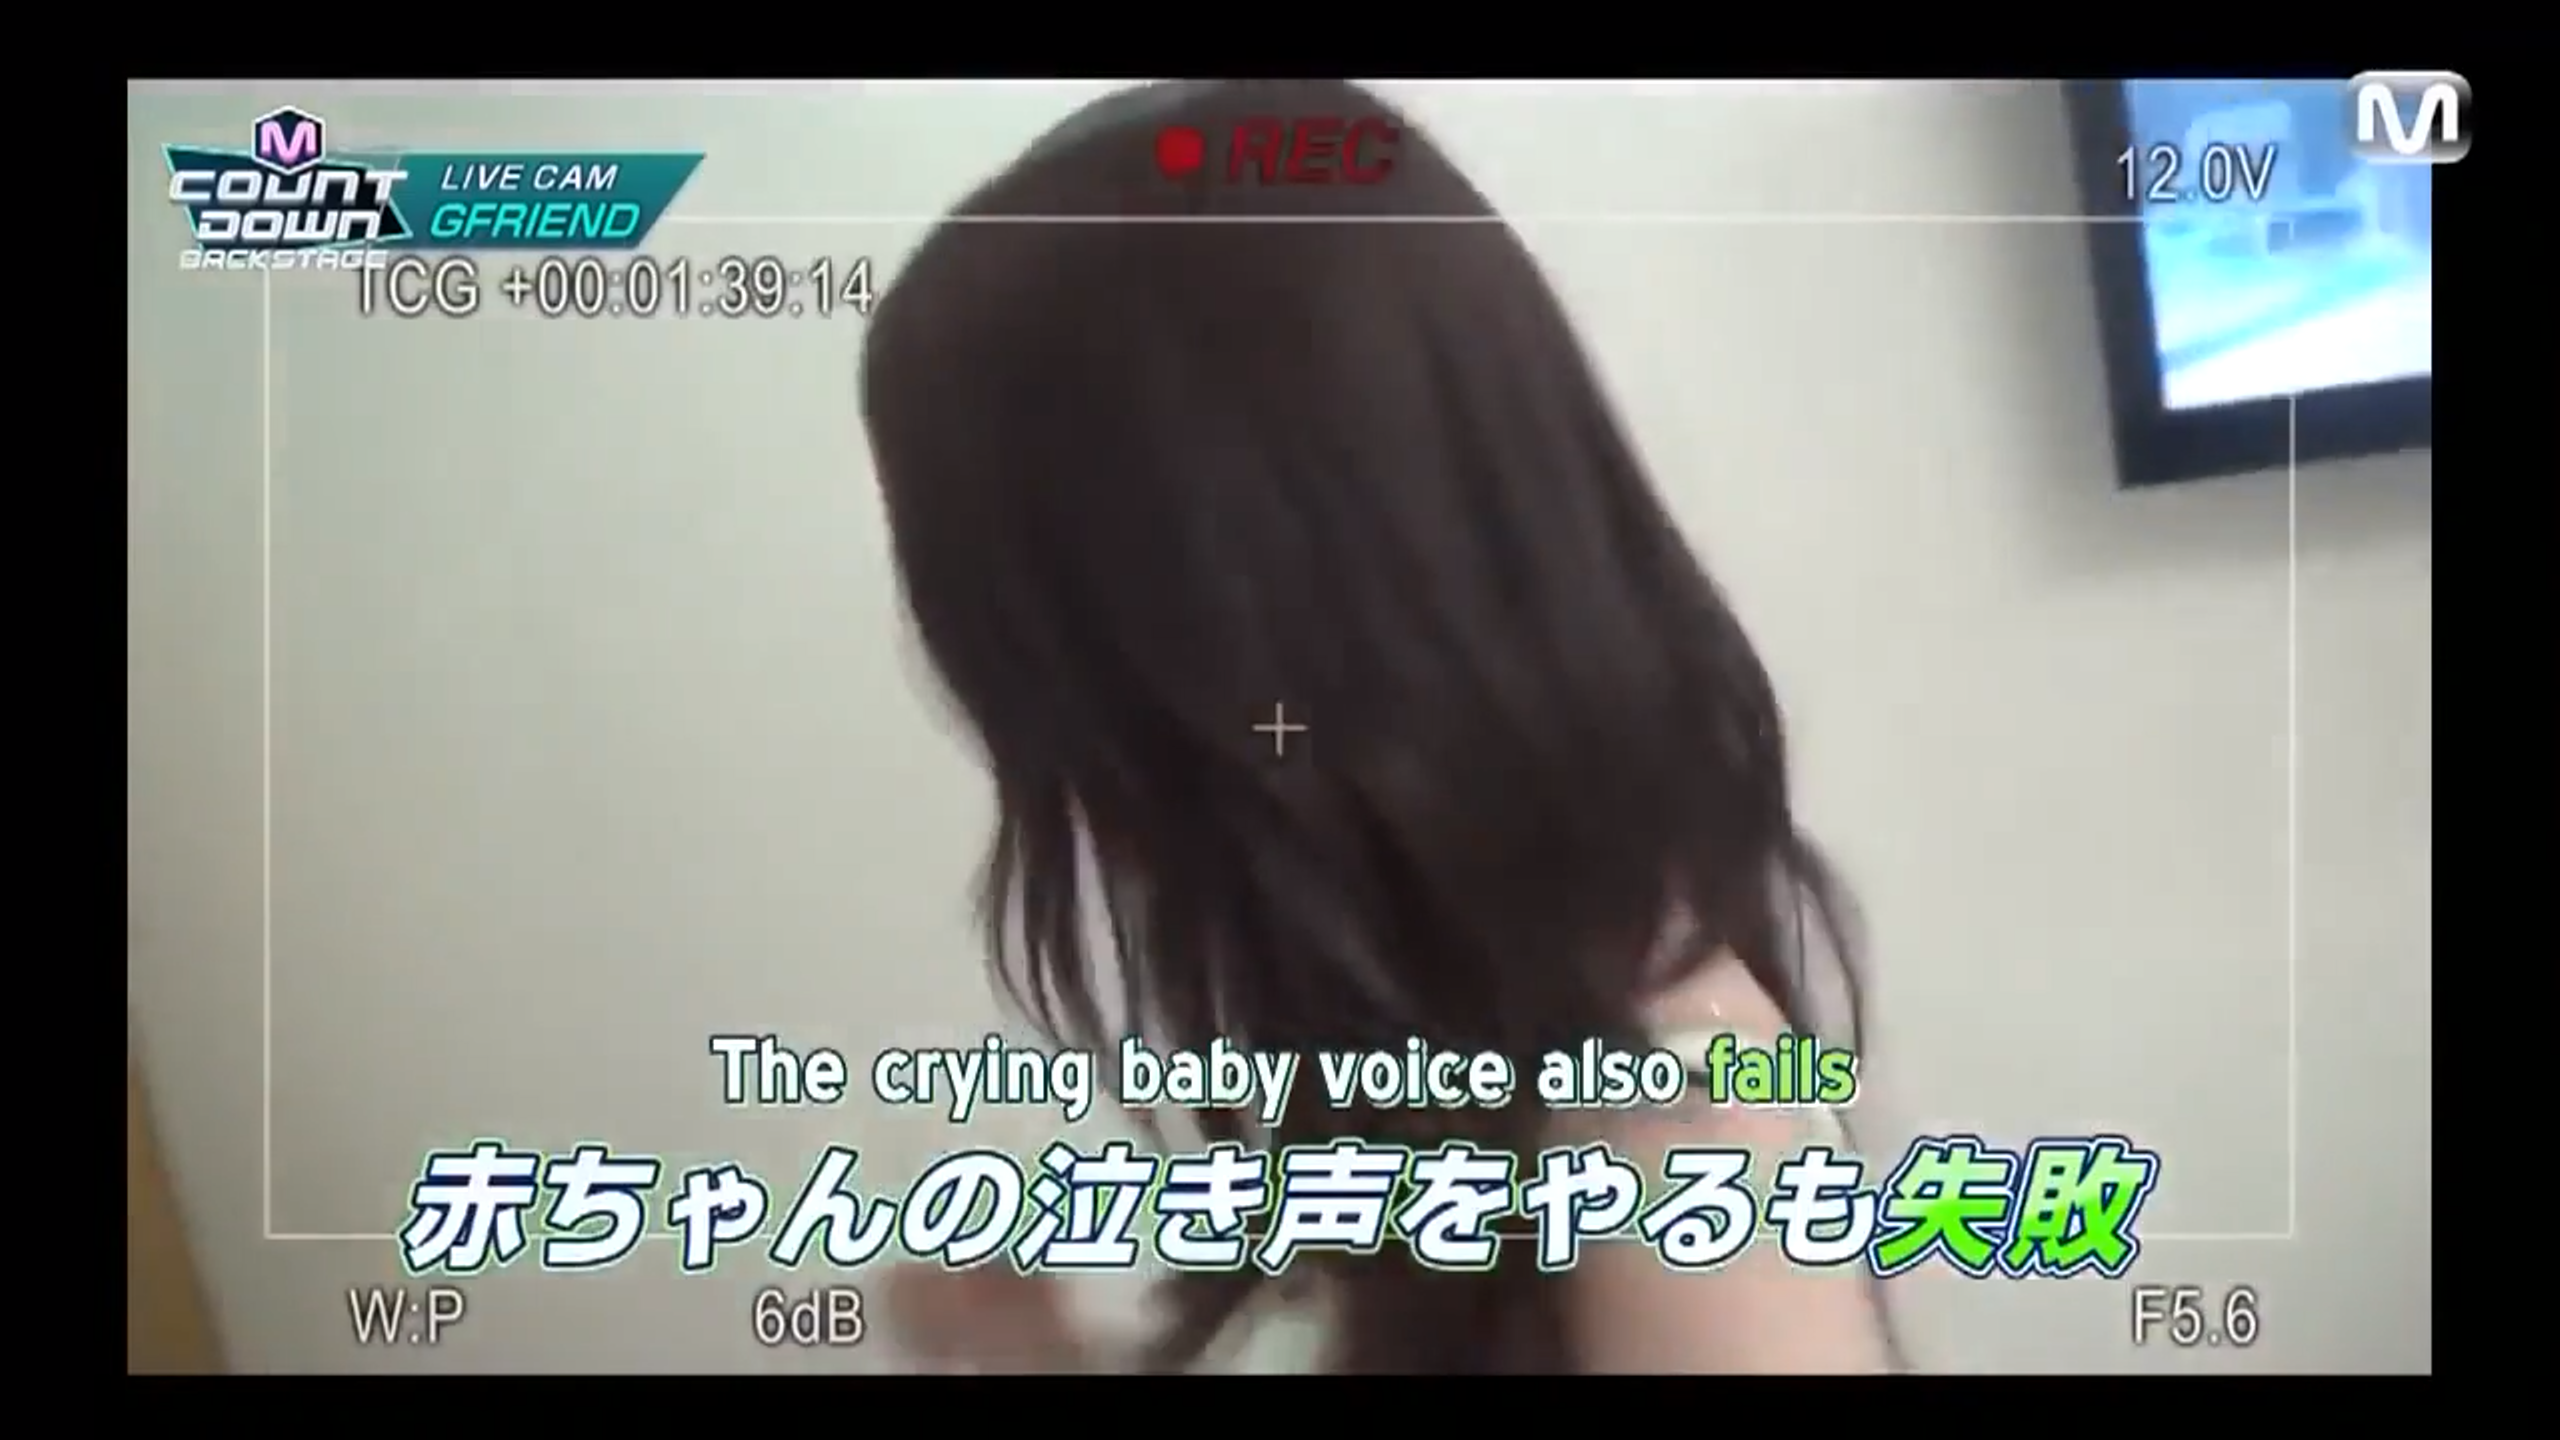 M
M
COUNT
DOWN
BACKSTAGE
LIVE CAM
GFRIEND
REC
12.0V
TCG +00:01:39:14
The crying baby voice also fails
赤ちゃんの泣き声をやるも失敗
W:P
6dB
F5.6